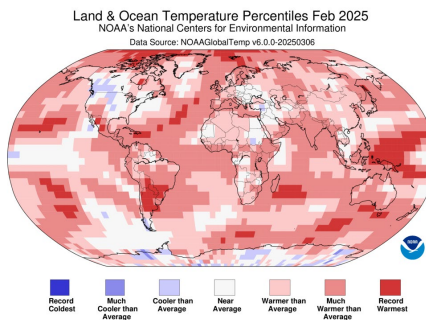 Land & Ocean Temperature Percentiles Feb 2025
NOAA's National Centers for Environmental Information
Data Source: NOAAGlobalTemp v6.0.0-20250306
NOAA
Record
Coldest
Much
Cooler than
Average
Cooler than
Average
Near
Average
Warmer than
Average
Much
Warmer than
Average
Record
Warmest